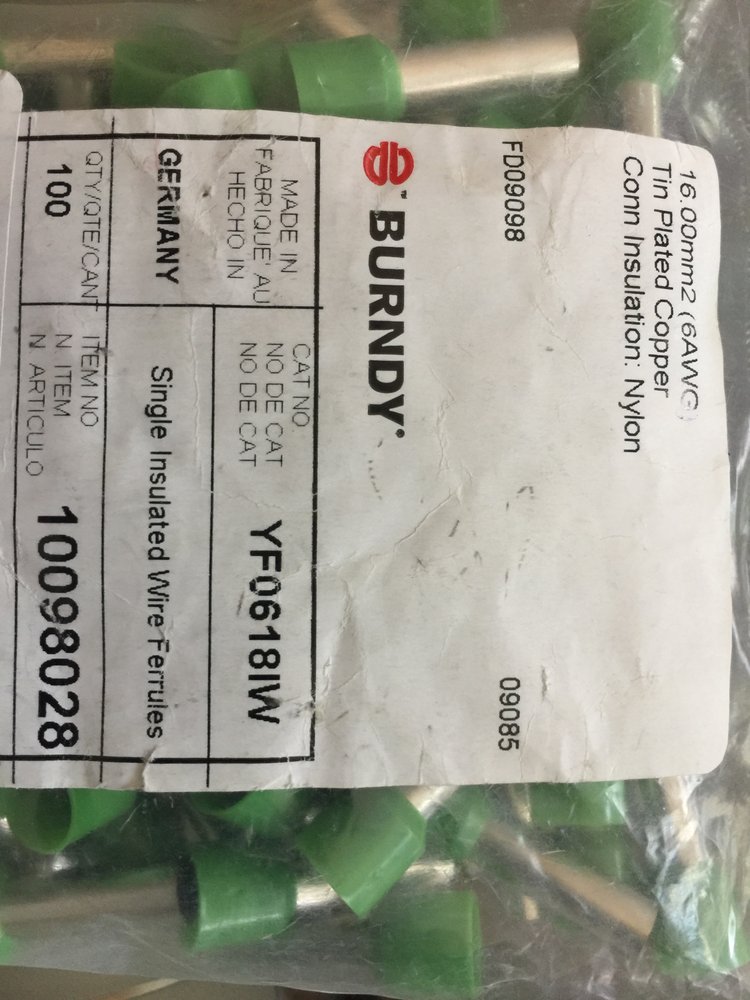 16.00mm2 (6AWG)
Tin Plated Copper
Conn Insulation: Nylon
FD09098 09085
™ BURNDY®
MADE IN
FABRIQUE' AU
HECHO IN
GERMANY
CAT NO
NO DE CAT
NO DE CAT
YF0618IW
Single Insulated Wire Ferrules
QTY/QTE/CANT
100
ITEM NO
N ITEM
N ARTICULO
10098028